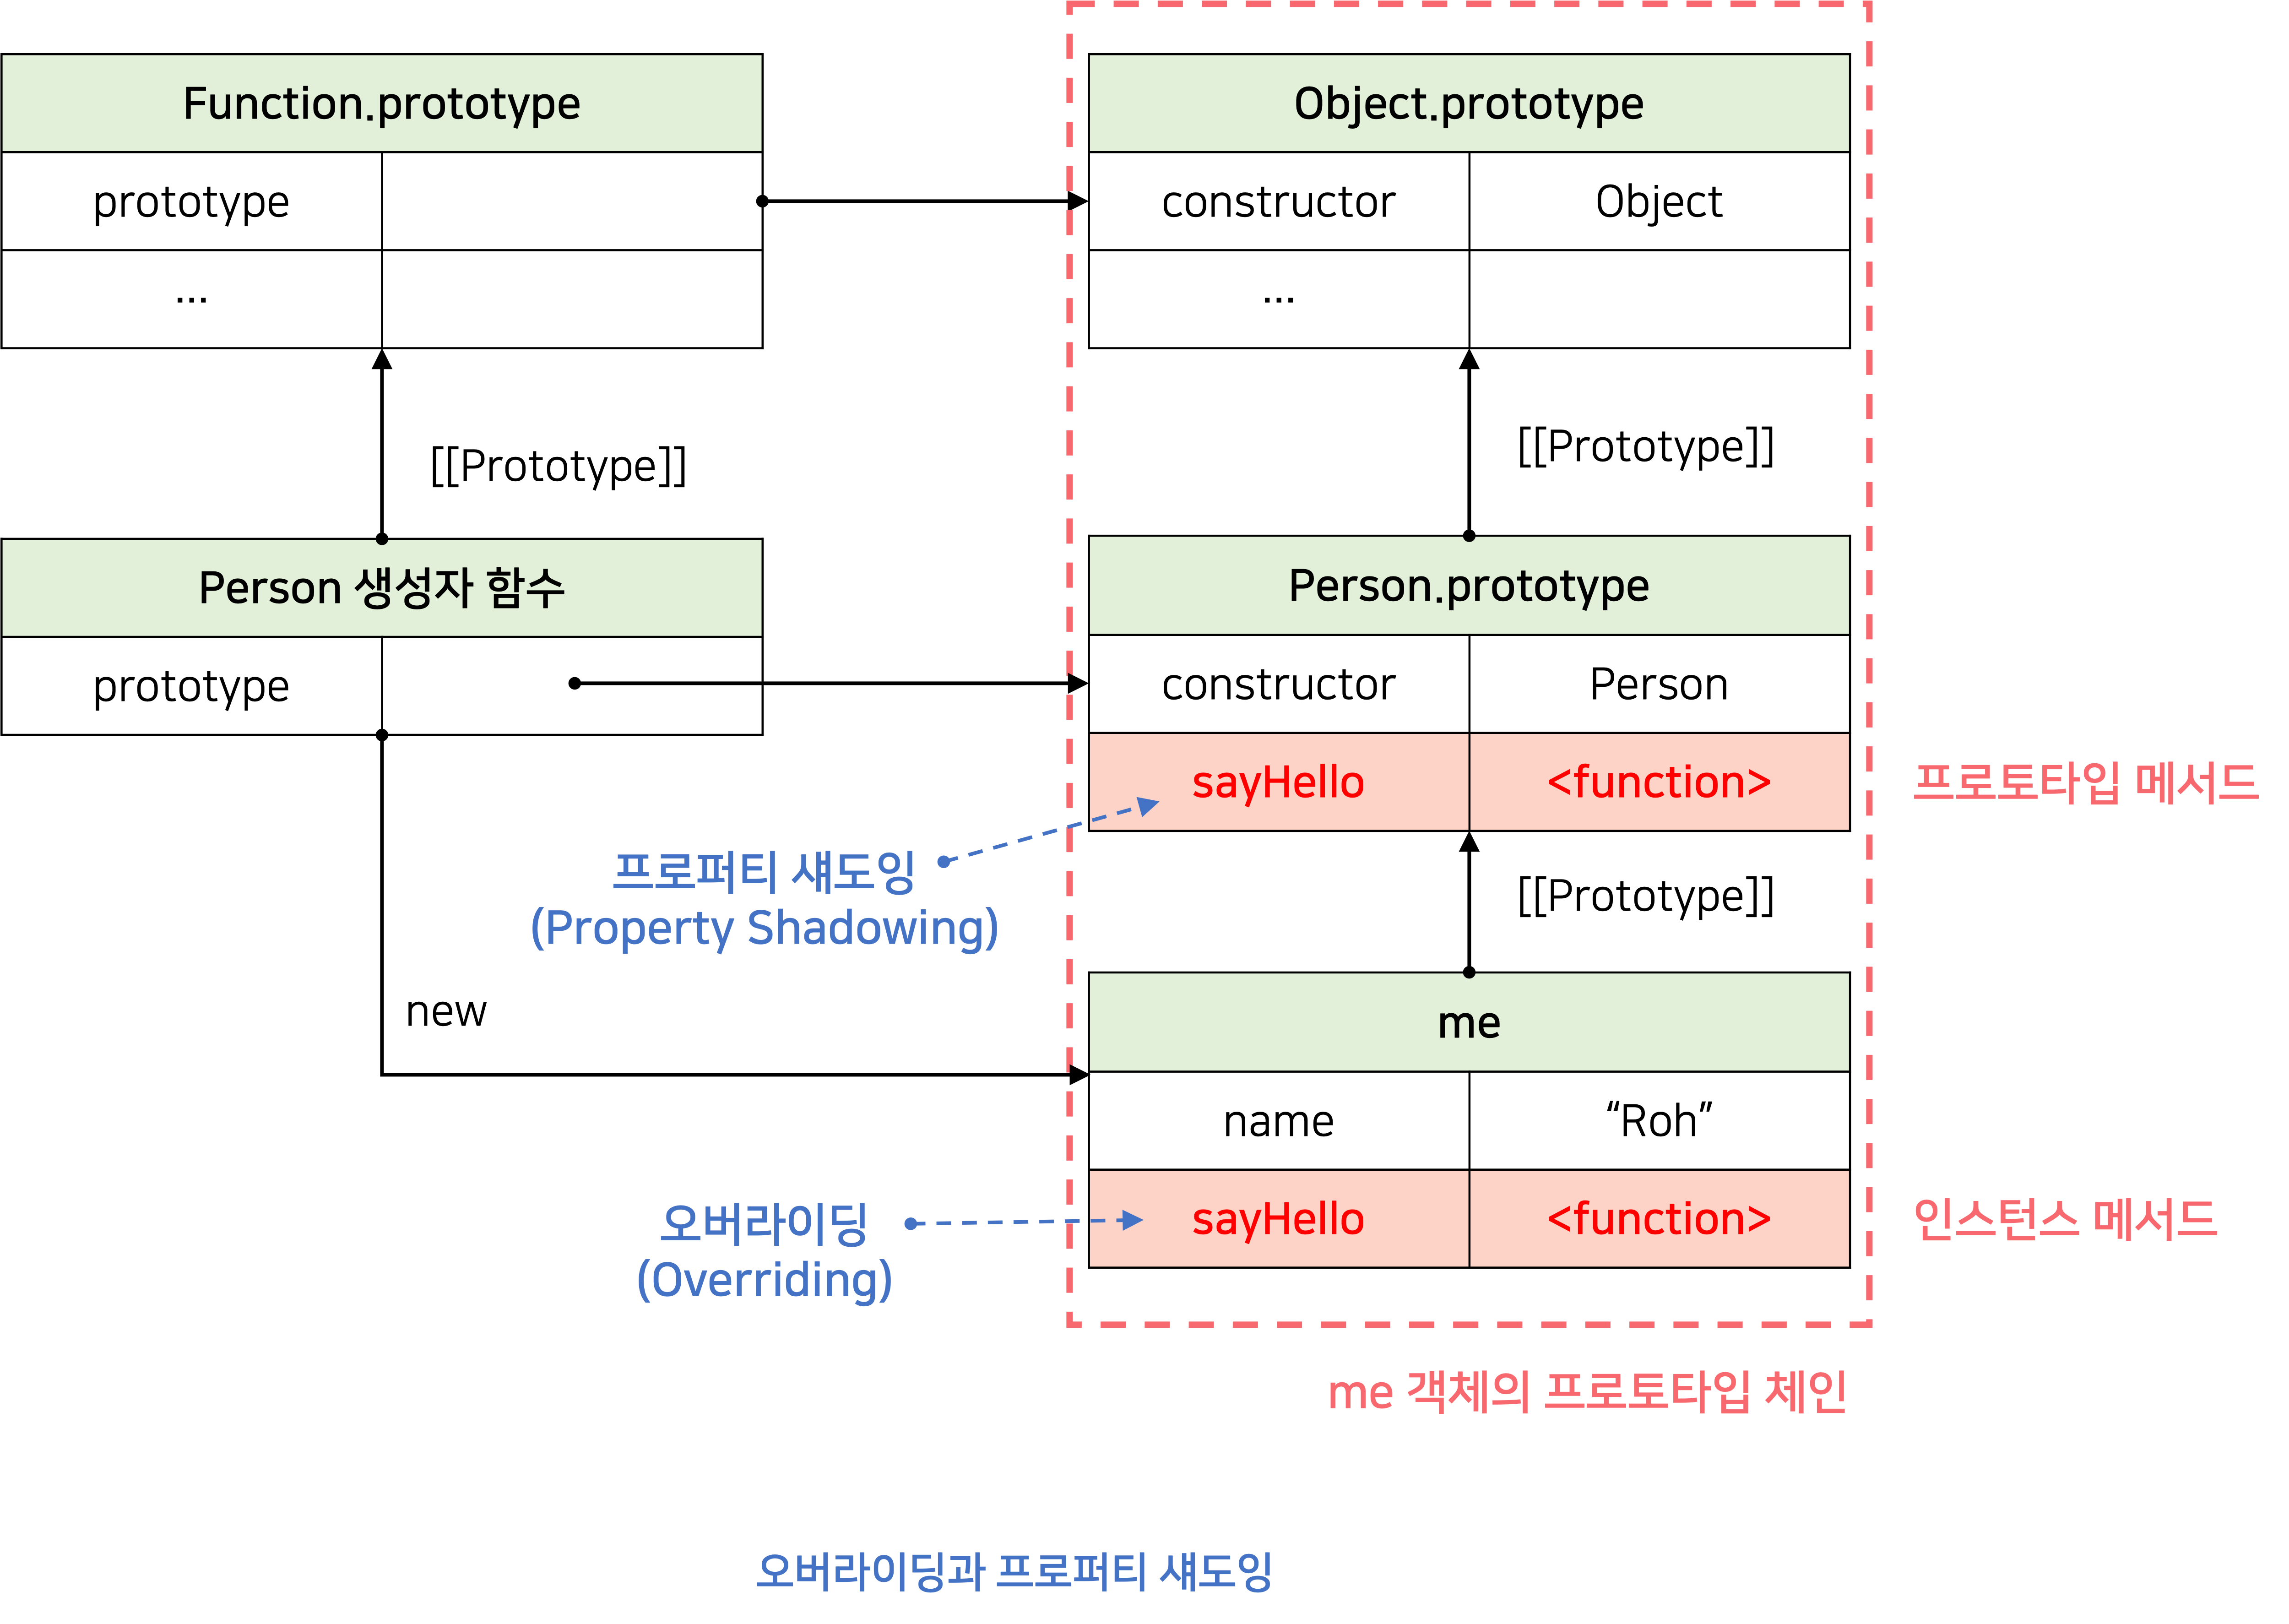 Function.prototype
prototype
...
[[Prototype]]
Person 생성자 함수
prototype
new
Object.prototype
constructor Object
...
[[Prototype]]
Person.prototype
constructor Person
sayHello <function>
프로토타입 메서드
프로퍼티 섀도잉
(Property Shadowing)
[[Prototype]]
me
name “Roh”
sayHello <function>
인스턴스 메서드
오버라이딩
(Overriding)
me 객체의 프로토타입 체인
오버라이딩과 프로퍼티 섀도잉